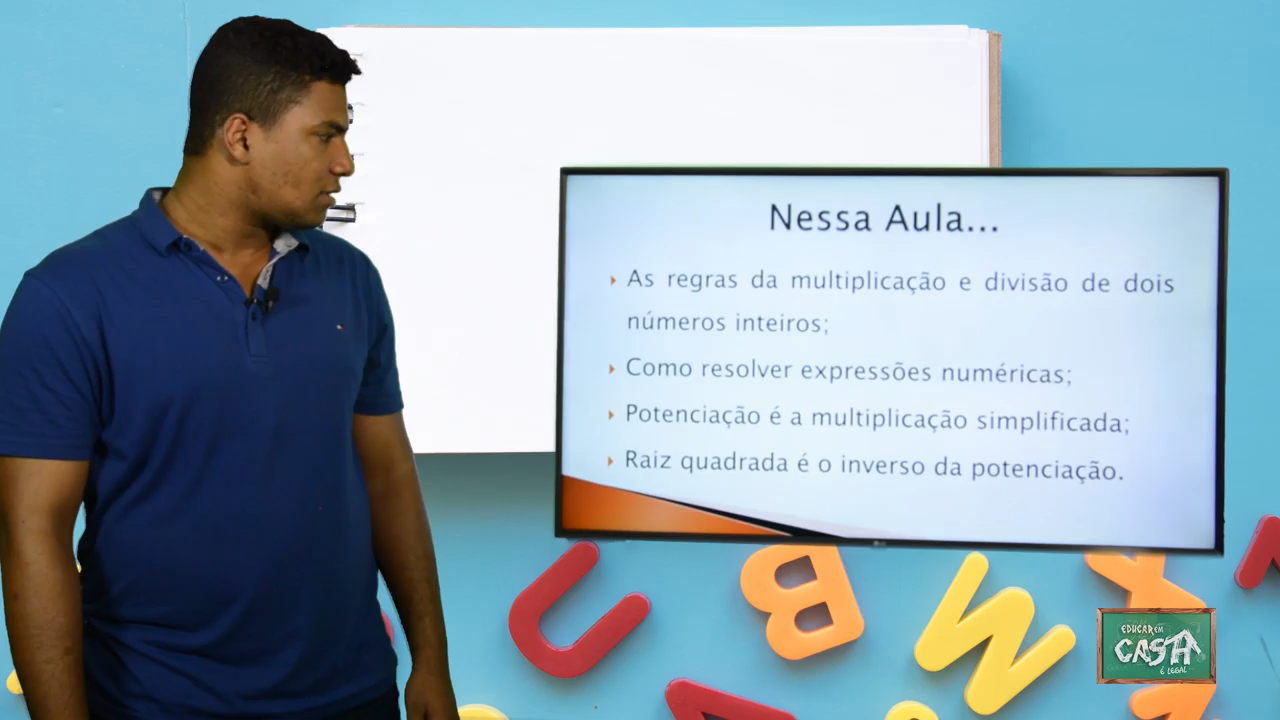 Nessa Aula...
As regras da multiplicação e divisão de dois
números inteiros;
Como resolver expressões numéricas;
Potenciação é a multiplicação simplificada;
Raiz quadrada é o inverso da potenciação.
U B W X
EDUCAR EM
CASA
É LEGAL